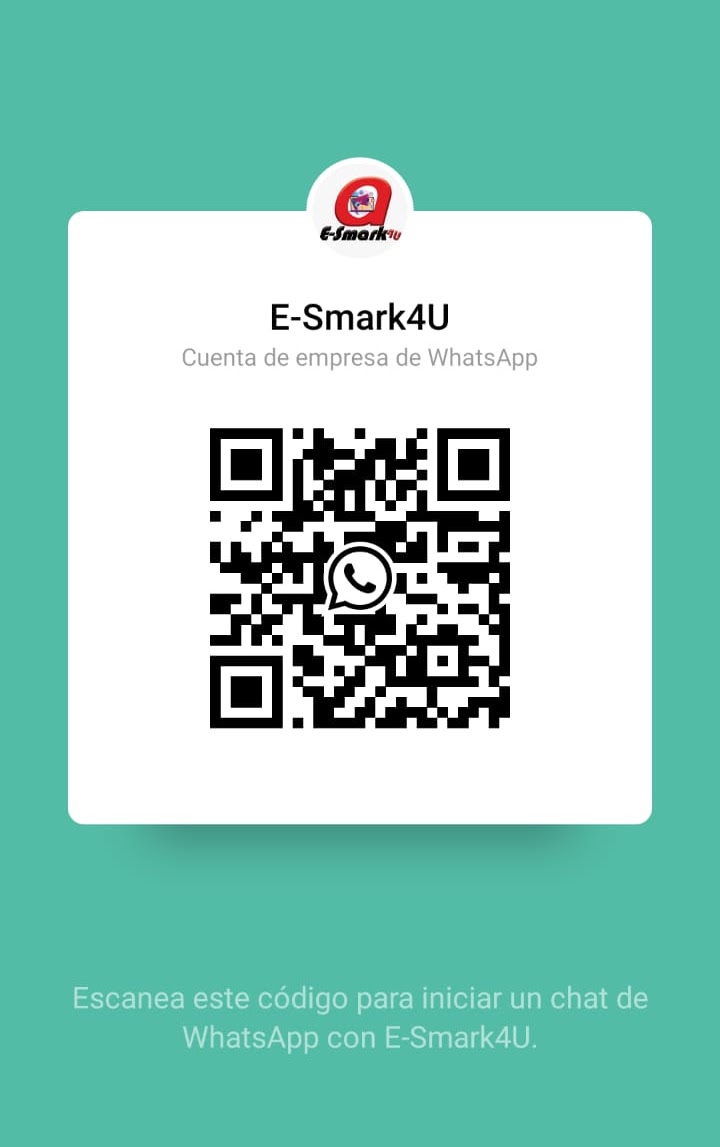 E-Smark4U
E-Smark4U
Cuenta de empresa de WhatsApp
Escanea este código para iniciar un chat de
WhatsApp con E-Smark4U.